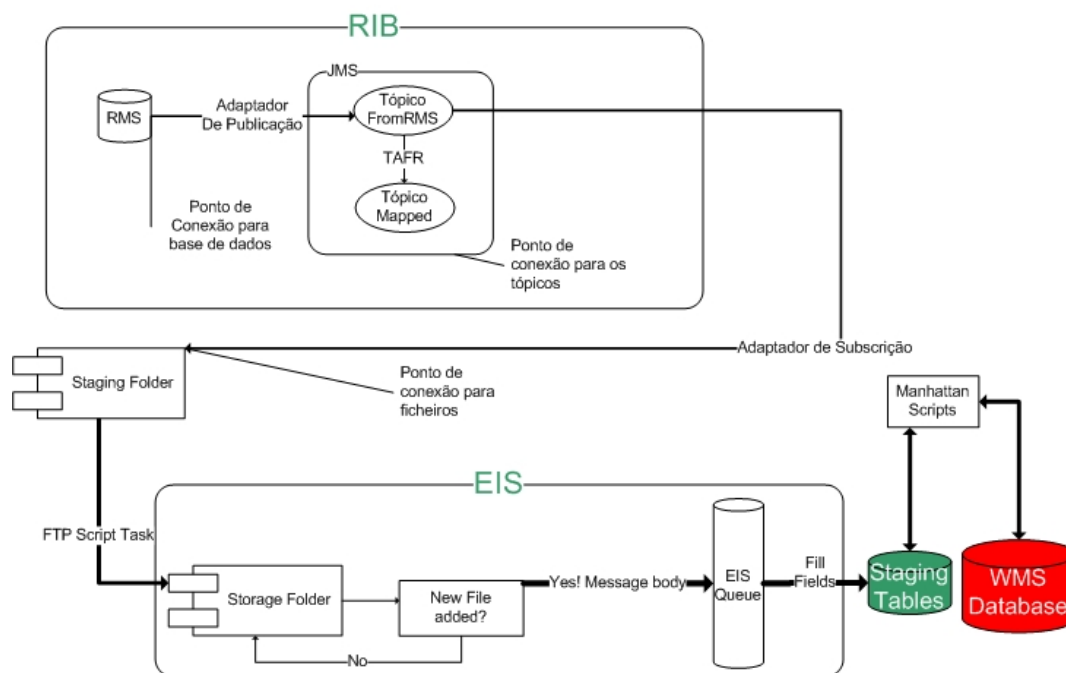 RIB
JMS
RMS
Adaptador
De Publicação
Tópico
FromRMS
TAFR
Tópico
Mapped
Ponto de
Conexão para
base de dados
Ponto de
conexão para os
tópicos
Adaptador de Subscrição
Staging Folder
Ponto de
conexão para
ficheiros
Manhattan
Scripts
EIS
FTP Script Task
Storage Folder
New File
added?
Yes! Message body
No
EIS
Queue
Fill
Fields
Staging
Tables
WMS
Database